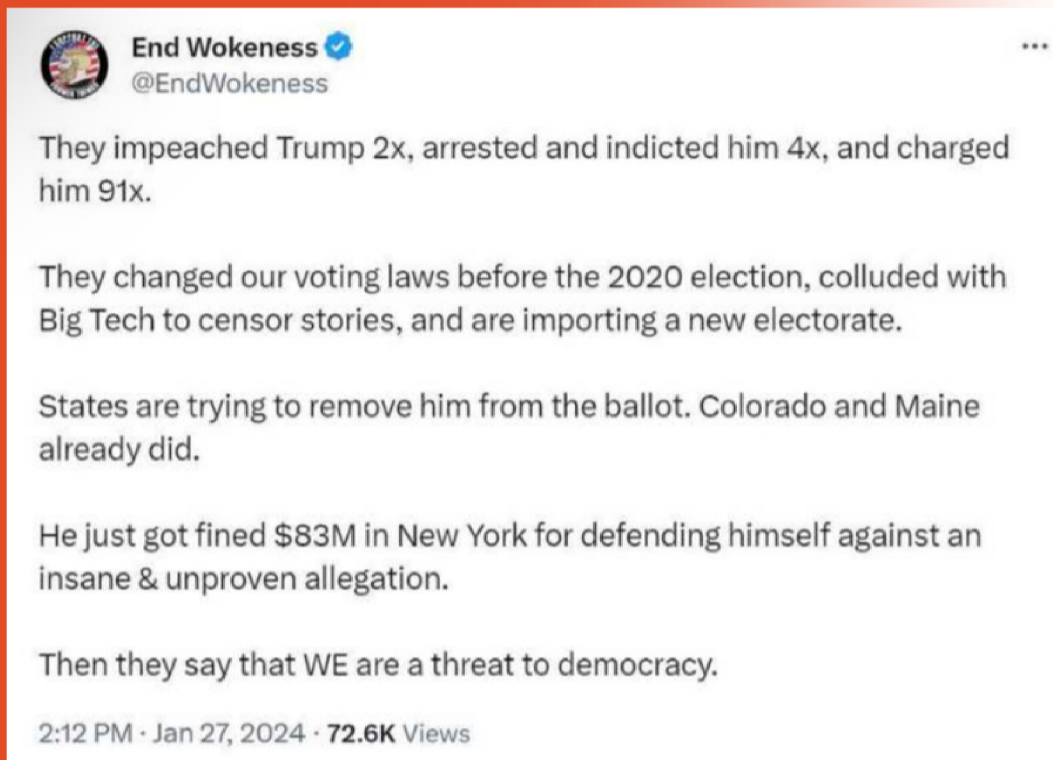 End Wokeness
@EndWokeness
They impeached Trump 2x, arrested and indicted him 4x, and charged
him 91x.
They changed our voting laws before the 2020 election, colluded with
Big Tech to censor stories, and are importing a new electorate.
States are trying to remove him from the ballot. Colorado and Maine
already did.
He just got fined $83M in New York for defending himself against an
insane & unproven allegation.
Then they say that WE are a threat to democracy.
2:12 PM · Jan 27, 2024 · 72.6K Views